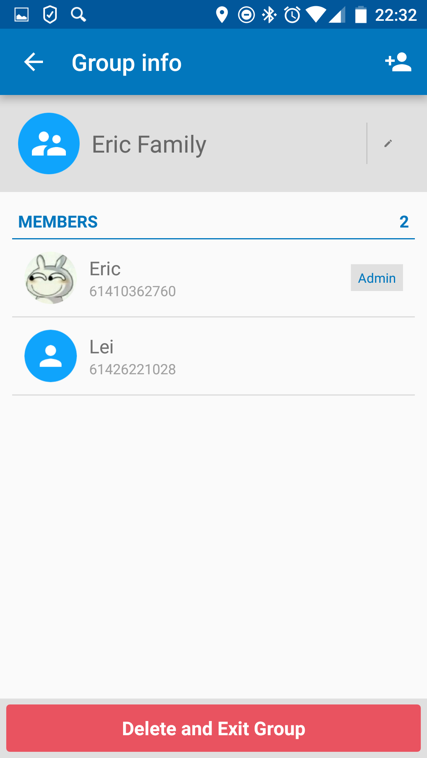 22:32
Group info
Eric Family
MEMBERS 2
Eric
61410362760
Admin
Lei
61426221028
Delete and Exit Group